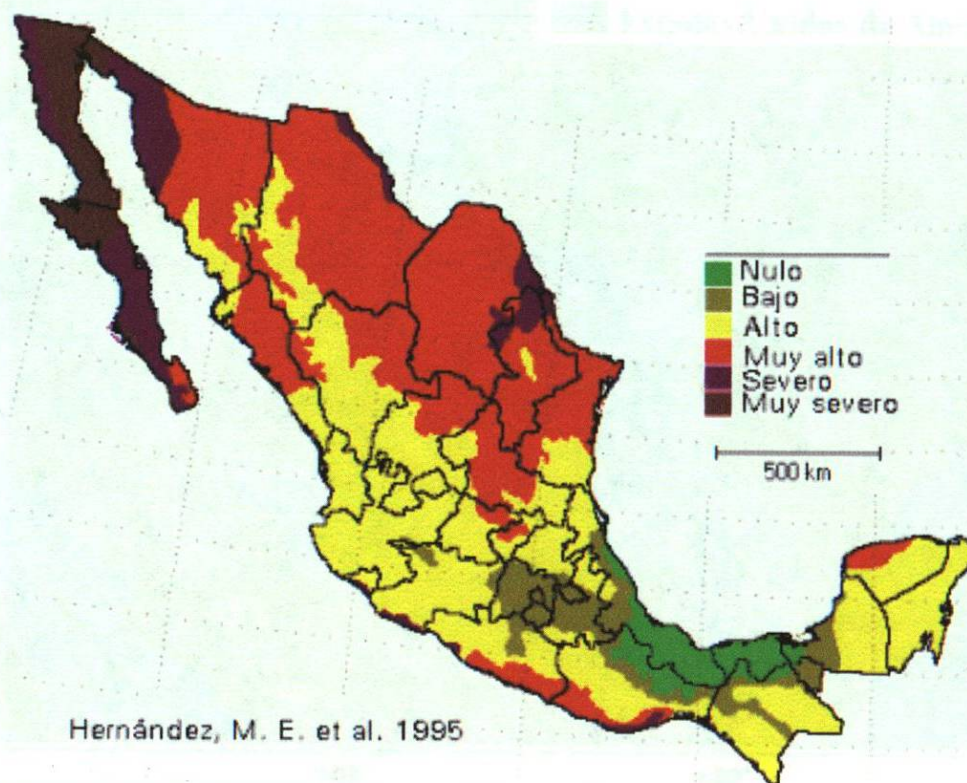 Nulo
Bajo
Alto
Muy alto
Severo
Muy severo
500 km
Hernández, M. E. et al. 1995